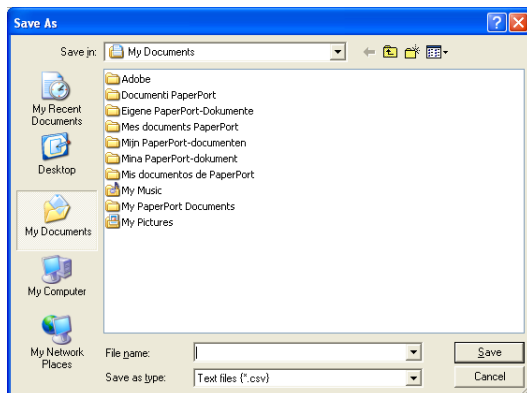 Save As
Save in: My Documents
My Recent
Documents
Desktop
My Documents
My Computer
My Network
Places
Adobe
Documenti PaperPort
Eigene PaperPort-Dokumente
Mes documents PaperPort
Mijn PaperPort-documenten
Mina PaperPort-dokument
Mis documentos de PaperPort
My Music
My PaperPort Documents
My Pictures
File name: Save
Save as type: Text files {*.csv} Cancel